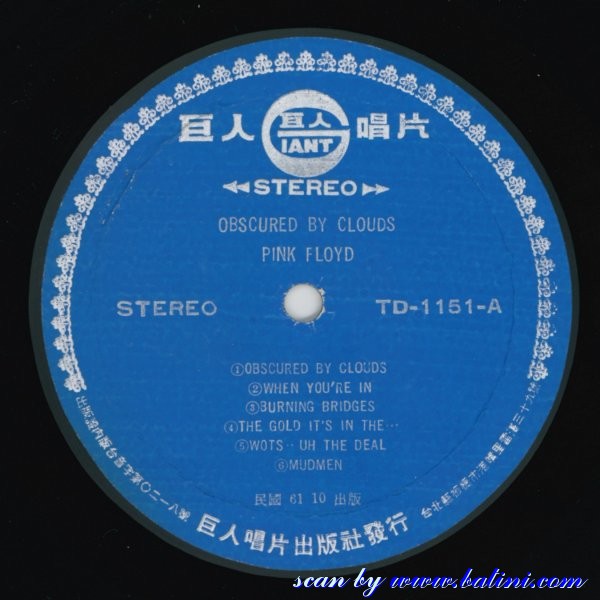 巨人 巨人 唱片
GIANT
STEREO
OBSCURED BY CLOUDS
PINK FLOYD
STEREO TD-1151-A
①OBSCURED BY CLOUDS
②WHEN YOU'RE IN
③BURNING BRIDGES
④THE GOLD IT'S IN THE…
⑤WOTS‥UH THE DEAL
⑥MUDMEN
民國 61 10 出版
巨人唱片出版社發行
scan by www.batini.com